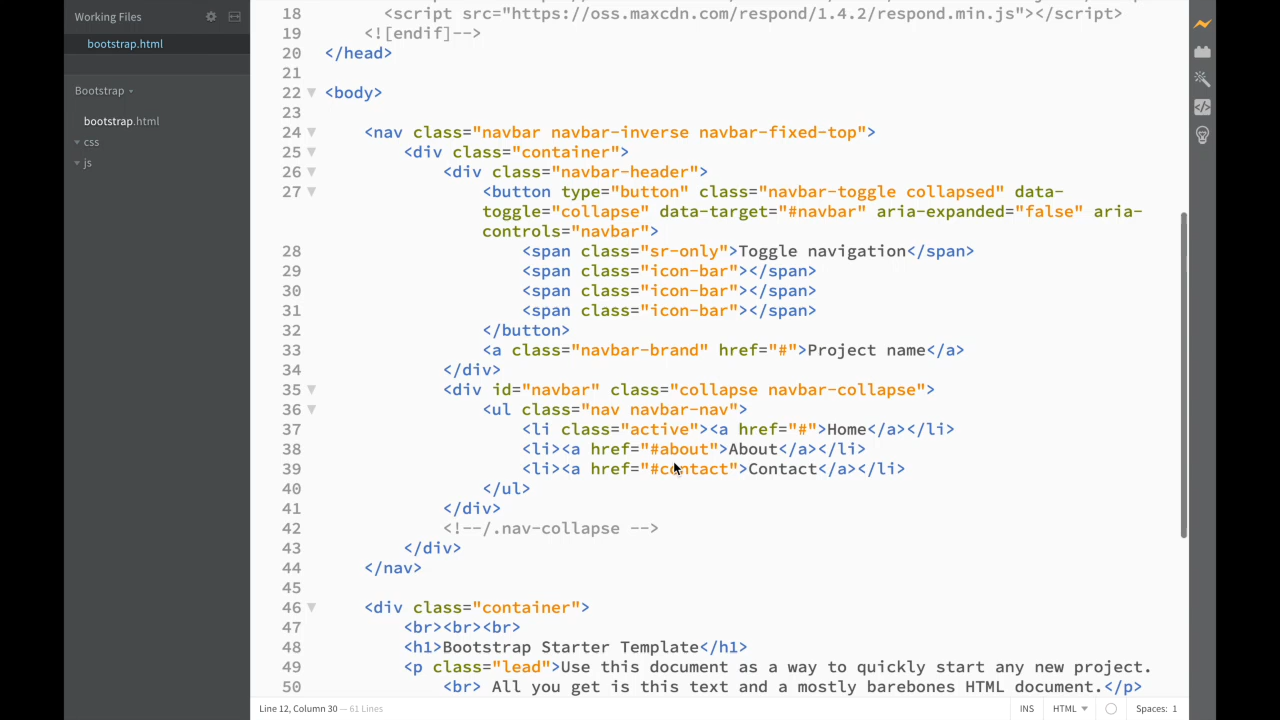 Working Files
bootstrap.html
Bootstrap
bootstrap.html
css
js
18 <script src="https://oss.maxcdn.com/respond/1.4.2/respond.min.js"></script>
19 <![endif]-->
20 </head>
21
22 <body>
23
24 <nav class="navbar navbar-inverse navbar-fixed-top">
25 <div class="container">
26 <div class="navbar-header">
27 <button type="button" class="navbar-toggle collapsed" data-
toggle="collapse" data-target="#navbar" aria-expanded="false" aria-
controls="navbar">
28 <span class="sr-only">Toggle navigation</span>
29 <span class="icon-bar"></span>
30 <span class="icon-bar"></span>
31 <span class="icon-bar"></span>
32 </button>
33 <a class="navbar-brand" href="#">Project name</a>
34 </div>
35 <div id="navbar" class="collapse navbar-collapse">
36 <ul class="nav navbar-nav">
37 <li class="active"><a href="#">Home</a></li>
38 <li><a href="#about">About</a></li>
39 <li><a href="#contact">Contact</a></li>
40 </ul>
41 </div>
42 <!--/.nav-collapse -->
43 </div>
44 </nav>
45
46 <div class="container">
47 <br><br><br>
48 <h1>Bootstrap Starter Template</h1>
49 <p class="lead">Use this document as a way to quickly start any new project.
50 <br> All you get is this text and a mostly barebones HTML document.</p>
Line 12, Column 30 — 61 Lines INS HTML Spaces: 1